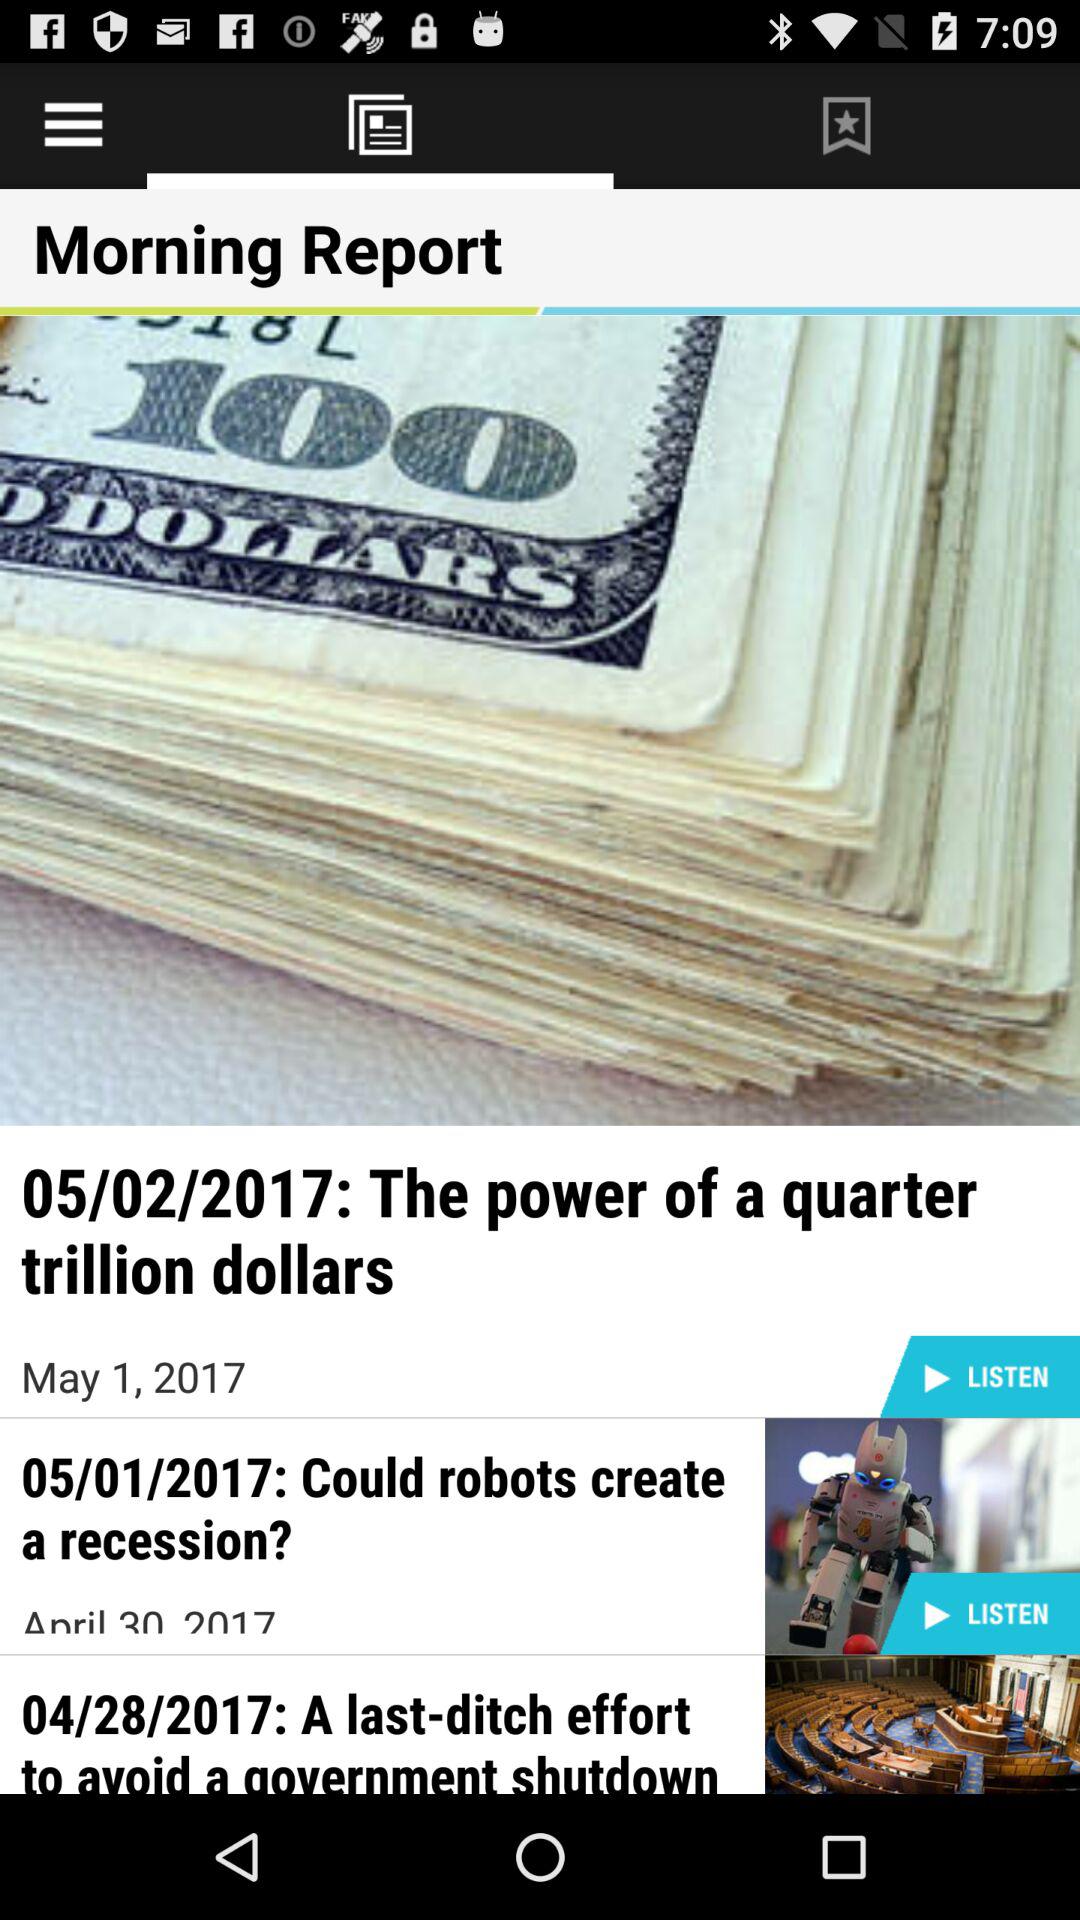 FAKE
7:09
Morning Report
L
100
DOLLARS
05/02/2017: The power of a quarter
trillion dollars
May 1, 2017
LISTEN
05/01/2017: Could robots create
a recession?
April 30, 2017
LISTEN
04/28/2017: A last-ditch effort
to avoid a government shutdown